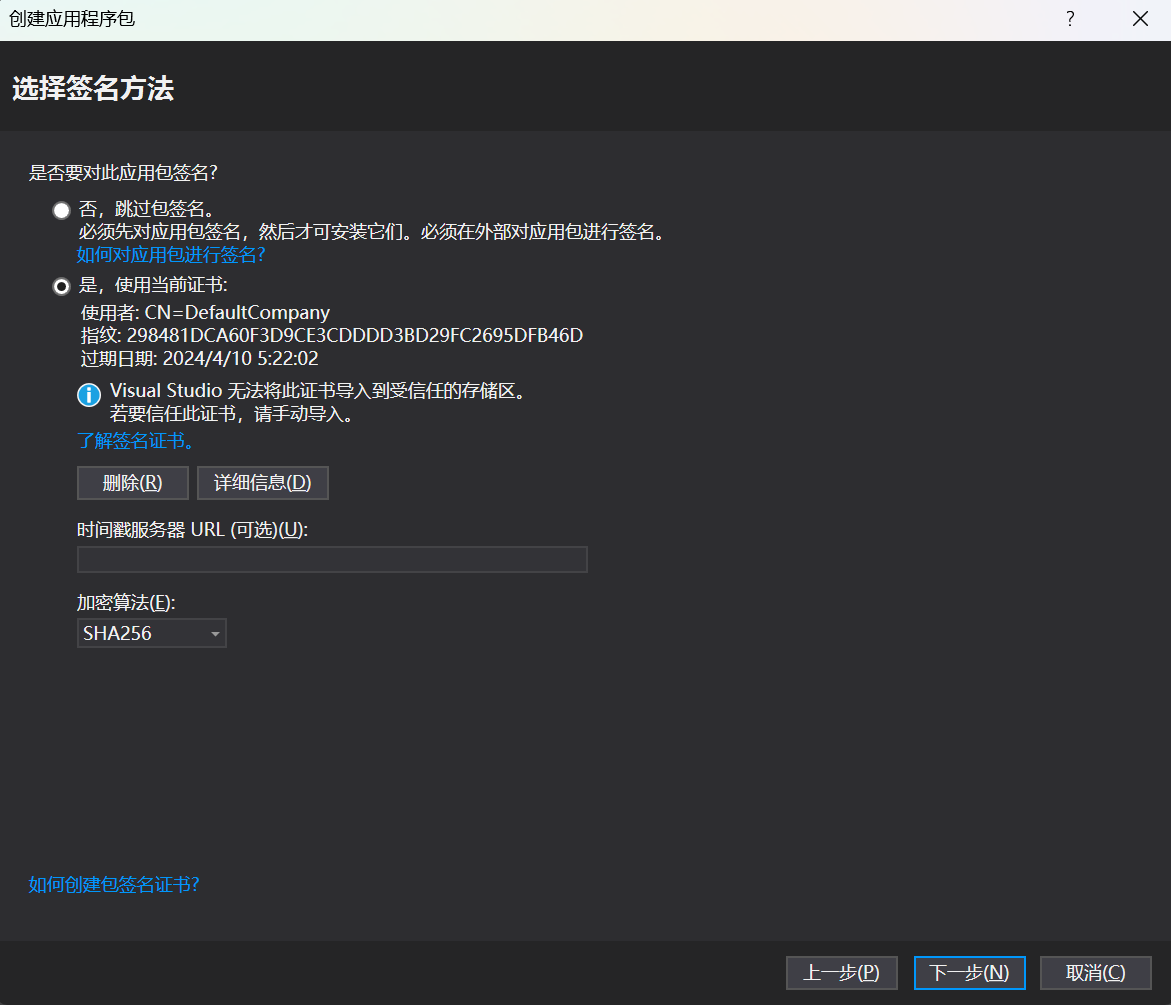 创建应用程序包
?
选择签名方法
是否要对此应用包签名?
否，跳过包签名。
必须先对应用包签名，然后才可安装它们。必须在外部对应用包进行签名。
如何对应用包进行签名?
是，使用当前证书:
使用者: CN=DefaultCompany
指纹: 298481DCA60F3D9CE3CDDDD3BD29FC2695DFB46D
过期日期: 2024/4/10 5:22:02
Visual Studio 无法将此证书导入到受信任的存储区。
若要信任此证书，请手动导入。
了解签名证书。
删除(R) 详细信息(D)
时间戳服务器 URL (可选)(U):
加密算法(E):
SHA256
如何创建包签名证书?
上一步(P) 下一步(N) 取消(C)